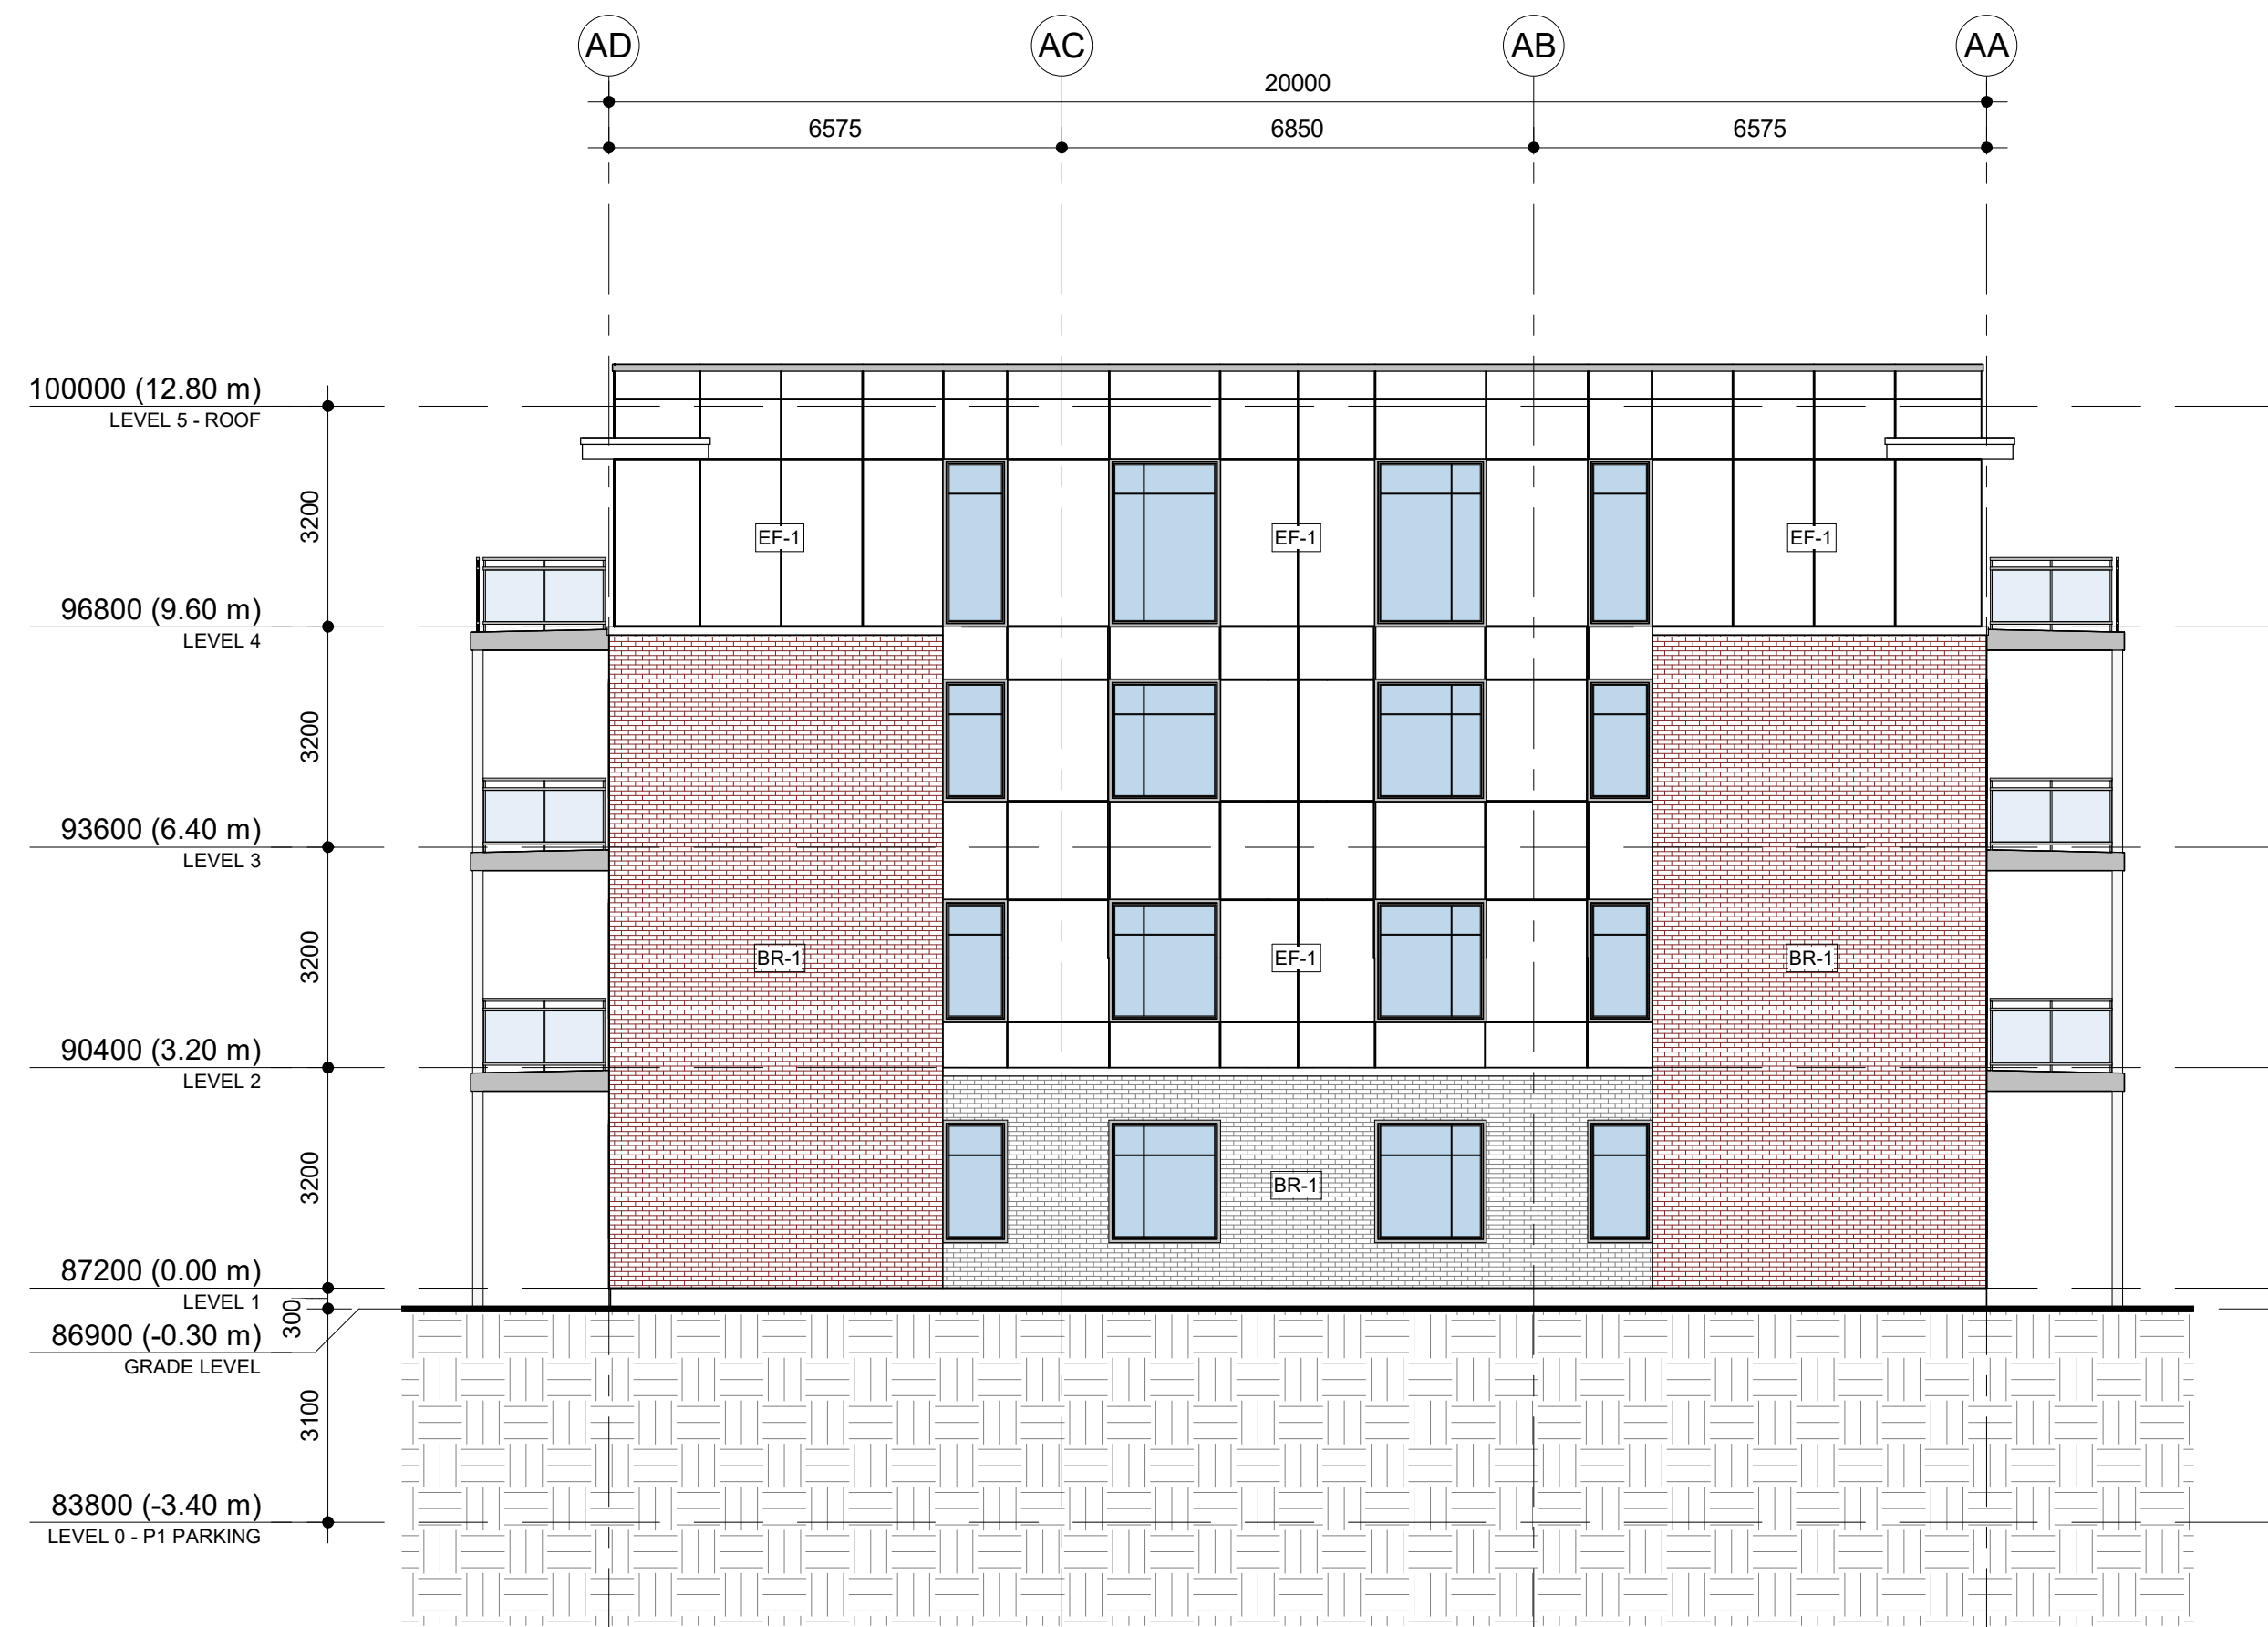 AD AC AB AA
20000
6575 6850 6575
100000 (12.80 m)
LEVEL 5 - ROOF
3200
EF-1 EF-1 EF-1
96800 (9.60 m)
LEVEL 4
3200
93600 (6.40 m)
LEVEL 3
3200
BR-1 EF-1 BR-1
90400 (3.20 m)
LEVEL 2
3200
BR-1
87200 (0.00 m)
LEVEL 1
300
86900 (-0.30 m)
GRADE LEVEL
3100
83800 (-3.40 m)
LEVEL 0 - P1 PARKING